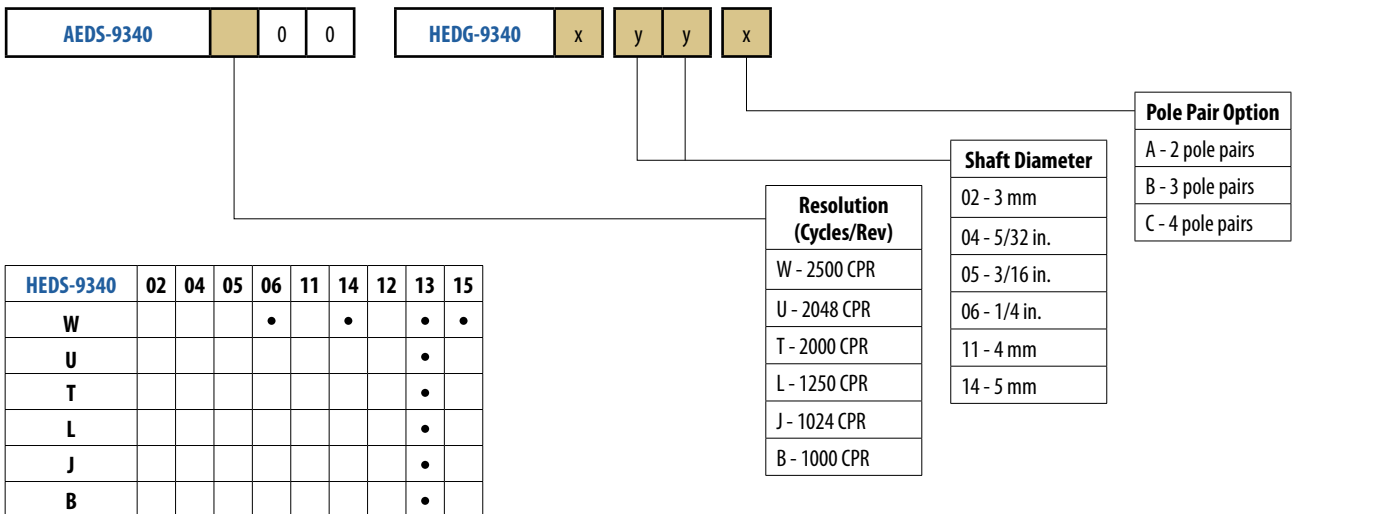 AEDS-9340 0 0 HEDG-9340 x y y x
Pole Pair Option
A - 2 pole pairs
B - 3 pole pairs
C - 4 pole pairs
Shaft Diameter
02 - 3 mm
04 - 5/32 in.
05 - 3/16 in.
06 - 1/4 in.
11 - 4 mm
14 - 5 mm
Resolution
(Cycles/Rev)
W - 2500 CPR
U - 2048 CPR
T - 2000 CPR
L - 1250 CPR
J - 1024 CPR
B - 1000 CPR
HEDS-9340 02 04 05 06 11 14 12 13 15
W • • • •
U •
T •
L •
J •
B •